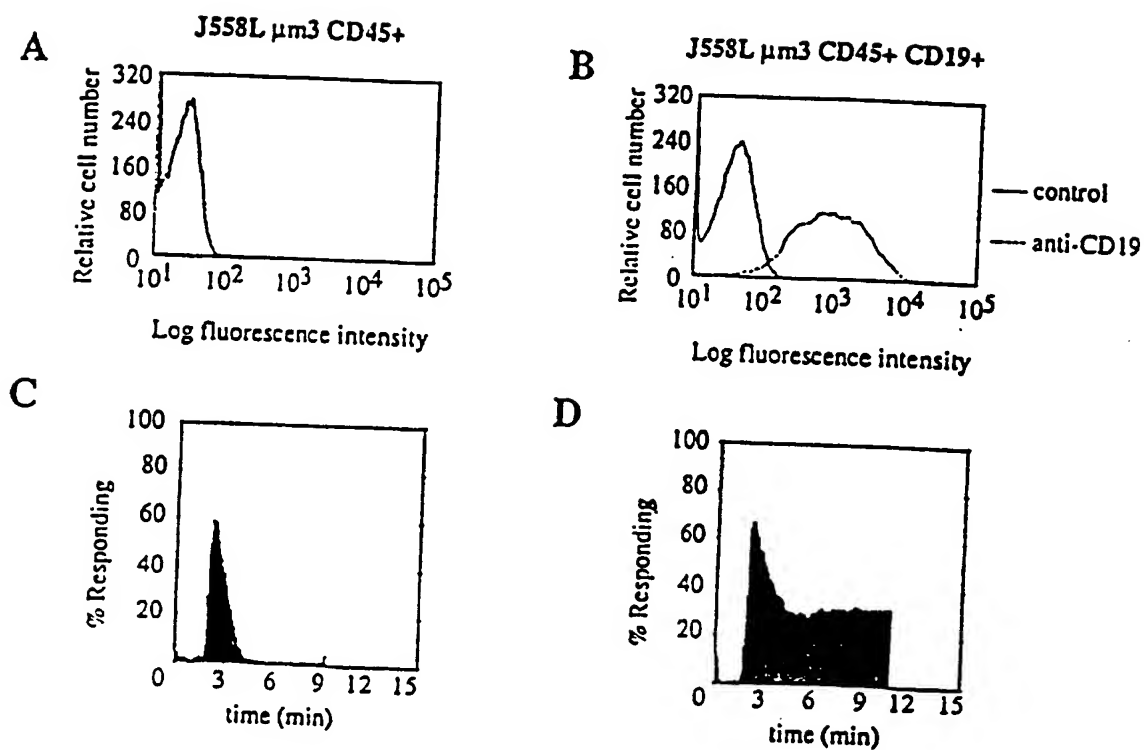 A
J558L µm3 CD45+
Relative cell number
320
240
160
80
0
10¹ 10² 10³ 10⁴ 10⁵
Log fluorescence intensity
B
J558L µm3 CD45+ CD19+
Relative cell number
320
240
160
80
0
10¹ 10² 10³ 10⁴ 10⁵
Log fluorescence intensity
control
anti-CD19
C
% Responding
100
80
60
40
20
0
3 6 9 12 15
time (min)
D
% Responding
100
80
60
40
20
0
0 3 6 9 12 15
time (min)